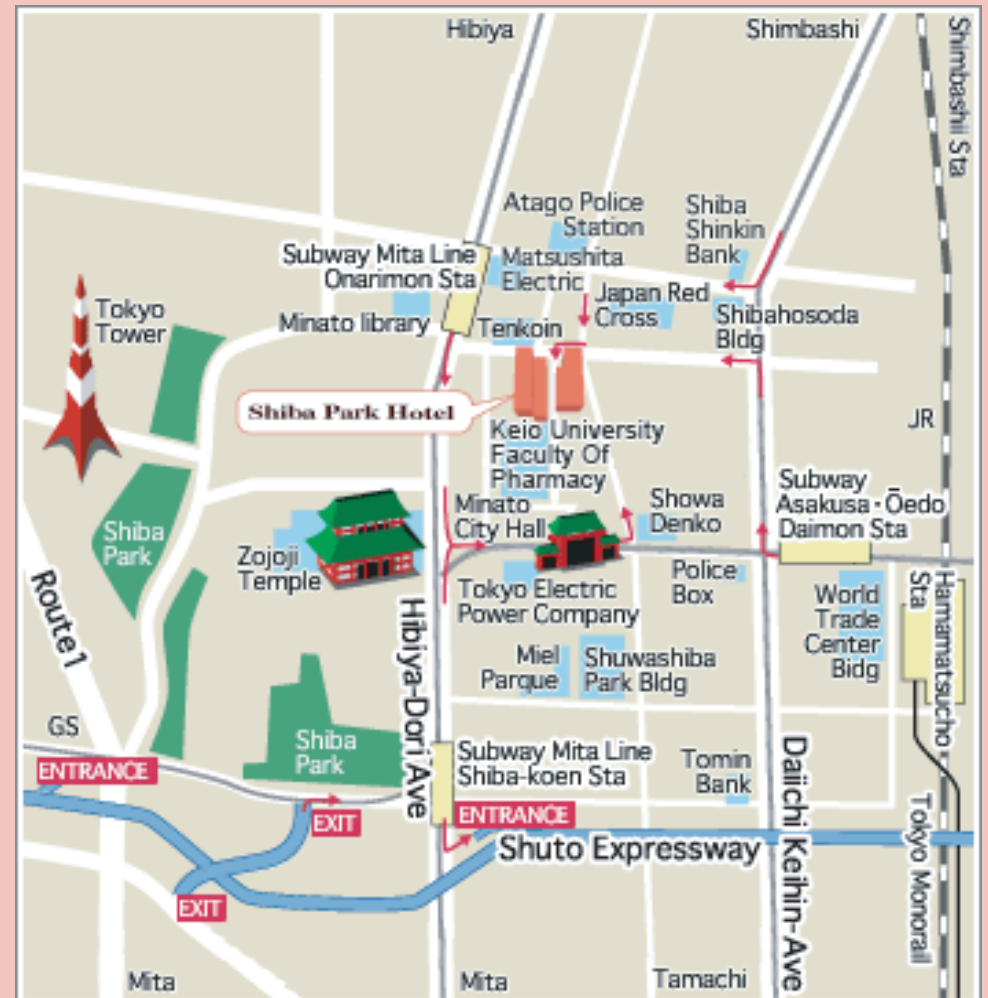 Hibiya
Shimbashi
Shimbashii Sta
Atago Police
Station
Shiba
Shinkin
Bank
Subway Mita Line
Onarimon Sta
Matsushita
Electric
Tokyo
Tower
Japan Red
Cross
Minato library
Tenkoin
Shibahosoda
Bldg
Shiba Park Hotel
JR
Keio University
Faculty Of
Pharmacy
Subway
Asakusa·Ōedo
Daimon Sta
Minato
City Hall
Showa
Denko
Shiba
Park
Zojoji
Temple
Route1
Tokyo Electric
Power Company
Police
Box
World
Trade
Center
Bidg
Hamamatsucho
Sta
Hibiya-Dori Ave
Miel
Parque
Shuwashiba
Park Bldg
GS
Shiba
Park
Subway Mita Line
Shiba-koen Sta
Tomin
Bank
ENTRANCE
EXIT
ENTRANCE
Shuto Expressway
Daiichi Keihin-Ave
Tokyo Monorail
EXIT
Mita
Mita
Tamachi